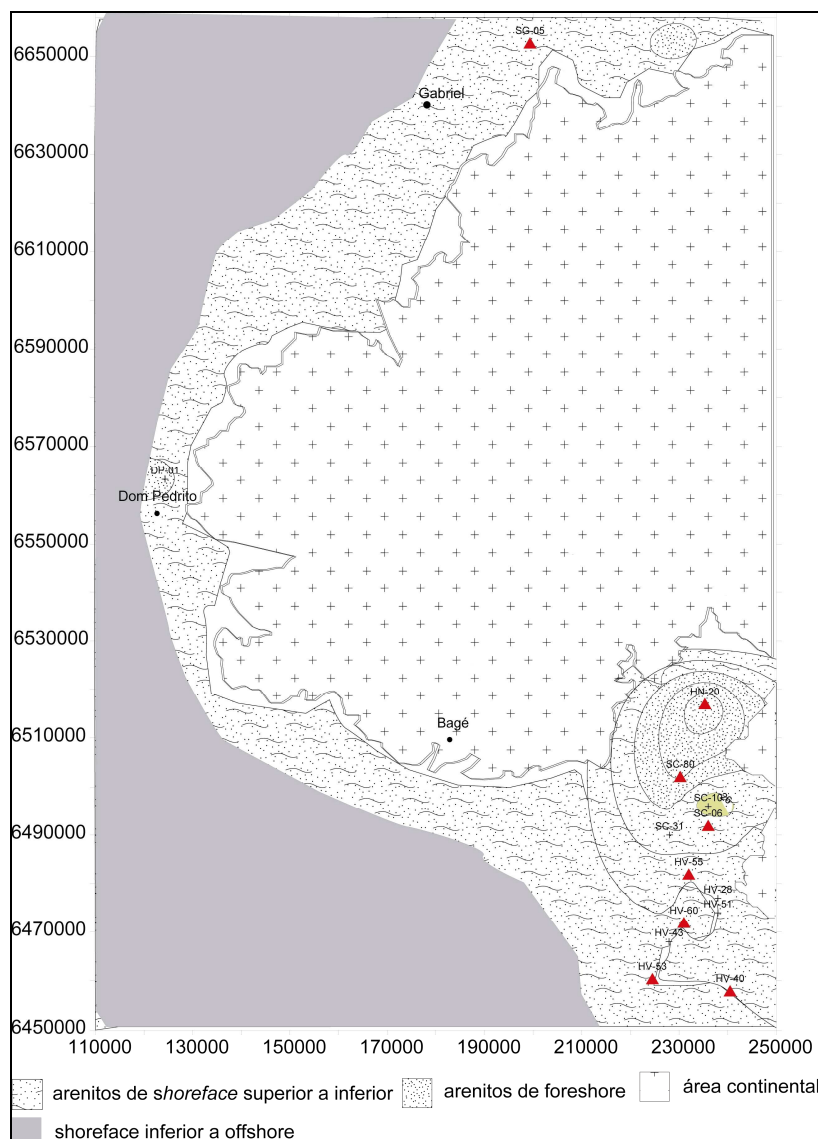 SG-05
6650000
Gabriel
6630000
6610000
6590000
6570000
DP-01
Dom Pedrito
6550000
6530000
HN-20
6510000
Bagé
SC-80
SC-108
SC-06
6490000
SC-31
HV-55
HV-28
6470000
HV-60
HV-51
HV-43
HV-53
HV-40
6450000
110000 130000 150000 170000 190000 210000 230000 250000
arenitos de shoreface superior a inferior
arenitos de foreshore
área continental
shoreface inferior a offshore